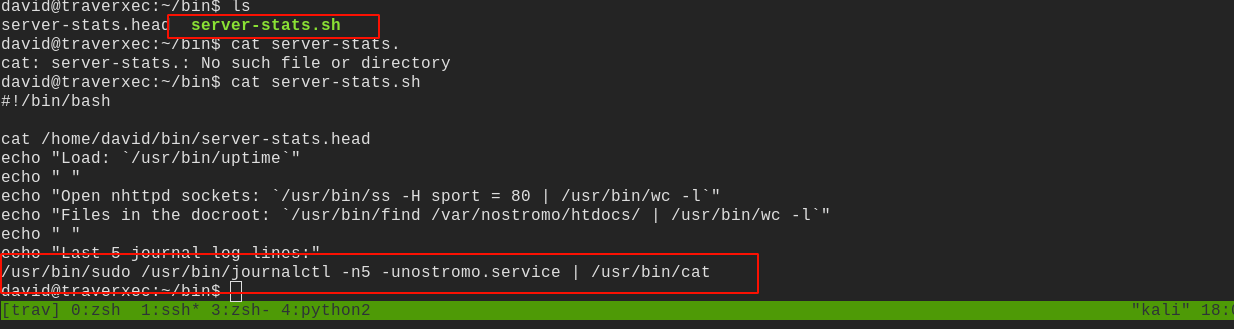 david@traverxec:~/bin$ ls
server-stats.head  server-stats.sh
david@traverxec:~/bin$ cat server-stats.
cat: server-stats.: No such file or directory
david@traverxec:~/bin$ cat server-stats.sh
#!/bin/bash
cat /home/david/bin/server-stats.head
echo "Load: `/usr/bin/uptime`"
echo " "
echo "Open nhttpd sockets: `/usr/bin/ss -H sport = 80 | /usr/bin/wc -l`"
echo "Files in the docroot: `/usr/bin/find /var/nostromo/htdocs/ | /usr/bin/wc -l`"
echo " "
echo "Last 5 journal log lines:"
/usr/bin/sudo /usr/bin/journalctl -n5 -unostromo.service | /usr/bin/cat
david@traverxec:~/bin$
[trav] 0:zsh  1:ssh* 3:zsh- 4:python2 "kali" 18: